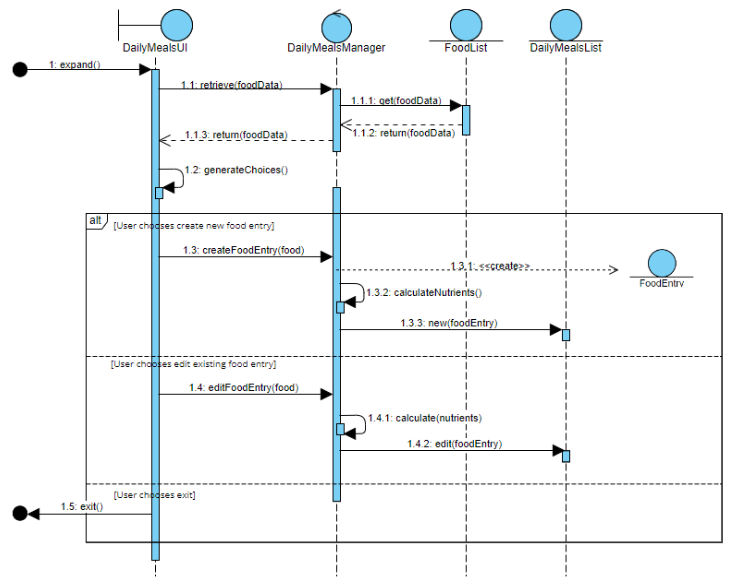 DailyMealsUI
DailyMealsManager
FoodList
DailyMealsList
1: expand()
1.1: retrieve(foodData)
1.1.1: get(foodData)
1.1.2: return(foodData)
1.1.3: return(foodData)
1.2: generateChoices()
alt
[User chooses create new food entry]
1.3: createFoodEntry(food)
1.3.1: <<create>>
FoodEntry
1.3.2: calculateNutrients()
1.3.3: new(foodEntry)
[User chooses edit existing food entry]
1.4: editFoodEntry(food)
1.4.1: calculate(nutrients)
1.4.2: edit(foodEntry)
[User chooses exit]
1.5: exit()